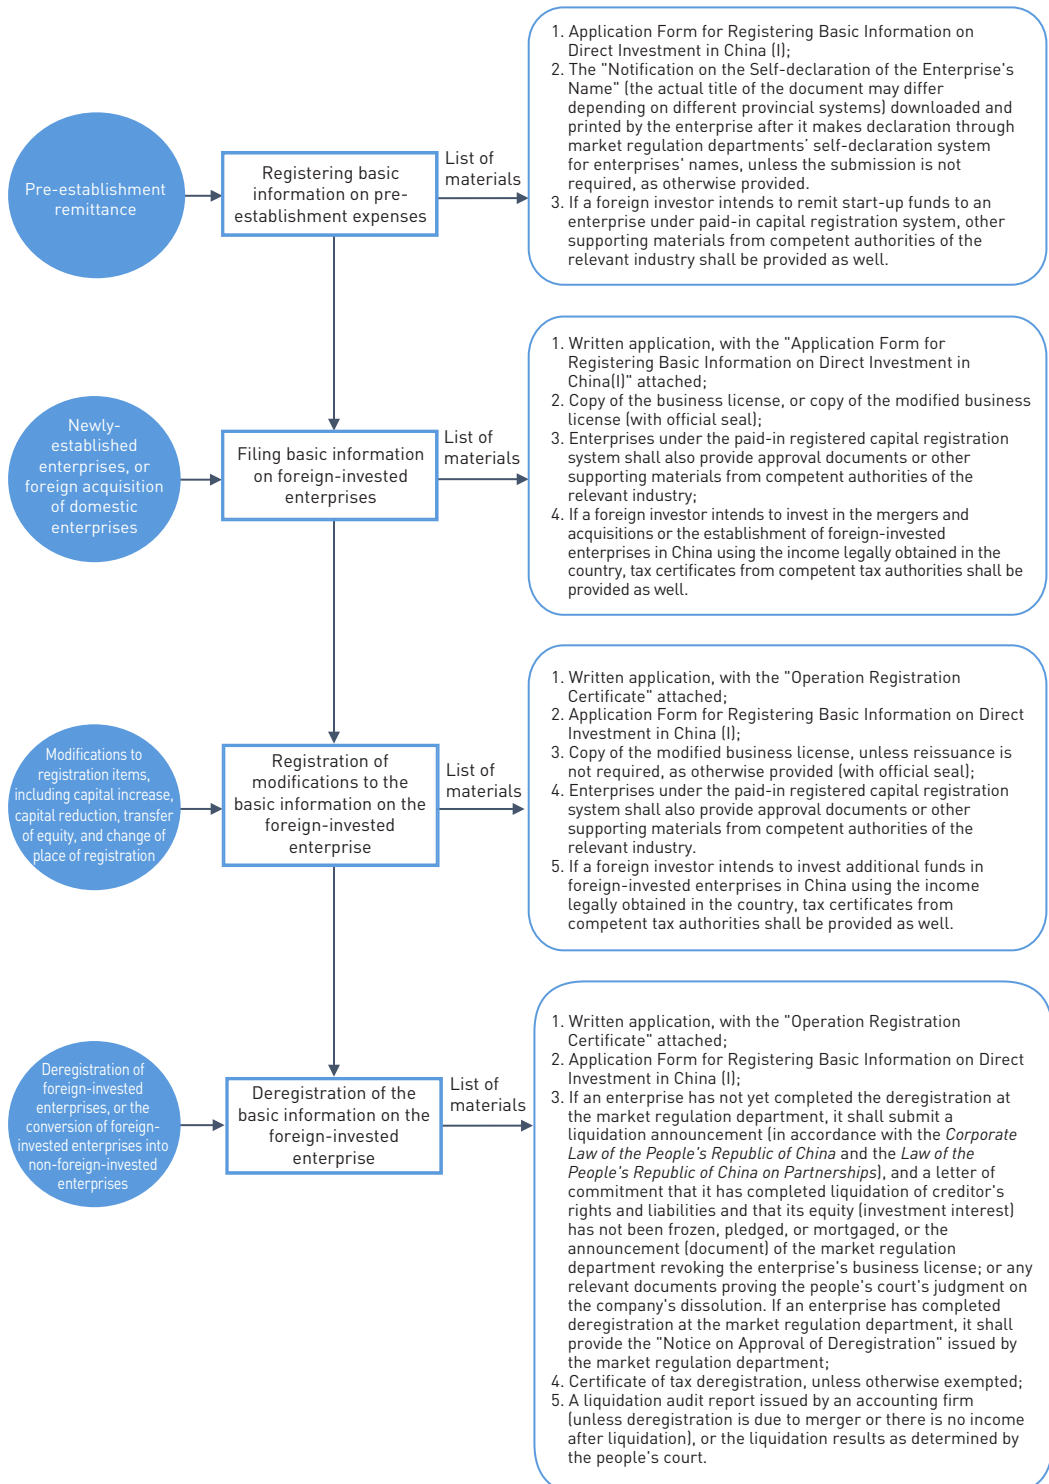 Pre-establishment
remittance
Registering basic
information on pre-
establishment expenses
List of
materials
1. Application Form for Registering Basic Information on
Direct Investment in China (I);
2. The "Notification on the Self-declaration of the Enterprise's
Name" (the actual title of the document may differ
depending on different provincial systems) downloaded and
printed by the enterprise after it makes declaration through
market regulation departments’ self-declaration system
for enterprises' names, unless the submission is not
required, as otherwise provided.
3. If a foreign investor intends to remit start-up funds to an
enterprise under paid-in capital registration system, other
supporting materials from competent authorities of the
relevant industry shall be provided as well.
Newly-
established
enterprises, or
foreign acquisition
of domestic
enterprises
Filing basic information
on foreign-invested
enterprises
List of
materials
1. Written application, with the "Application Form for
Registering Basic Information on Direct Investment in
China(I)" attached;
2. Copy of the business license, or copy of the modified business
license (with official seal);
3. Enterprises under the paid-in registered capital registration
system shall also provide approval documents or other
supporting materials from competent authorities of the
relevant industry;
4. If a foreign investor intends to invest in the mergers and
acquisitions or the establishment of foreign-invested
enterprises in China using the income legally obtained in the
country, tax certificates from competent tax authorities shall be
provided as well.
Modifications to
registration items,
including capital increase,
capital reduction, transfer
of equity, and change of
place of registration
Registration of
modifications to the
basic information on the
foreign-invested
enterprise
List of
materials
1. Written application, with the "Operation Registration
Certificate" attached;
2. Application Form for Registering Basic Information on Direct
Investment in China (I);
3. Copy of the modified business license, unless reissuance is
not required, as otherwise provided (with official seal);
4. Enterprises under the paid-in registered capital registration
system shall also provide approval documents or other
supporting materials from competent authorities of the
relevant industry.
5. If a foreign investor intends to invest additional funds in
foreign-invested enterprises in China using the income
legally obtained in the country, tax certificates from
competent tax authorities shall be provided as well.
Deregistration of
foreign-invested
enterprises, or the
conversion of foreign-
invested enterprises into
non-foreign-invested
enterprises
Deregistration of the
basic information on the
foreign-invested
enterprise
List of
materials
1. Written application, with the "Operation Registration
Certificate" attached;
2. Application Form for Registering Basic Information on Direct
Investment in China (I);
3. If an enterprise has not yet completed the deregistration at
the market regulation department, it shall submit a
liquidation announcement (in accordance with the Corporate
Law of the People's Republic of China and the Law of the
People's Republic of China on Partnerships), and a letter of
commitment that it has completed liquidation of creditor's
rights and liabilities and that its equity (investment interest)
has not been frozen, pledged, or mortgaged, or the
announcement (document) of the market regulation
department revoking the enterprise's business license; or any
relevant documents proving the people's court's judgment on
the company's dissolution. If an enterprise has completed
deregistration at the market regulation department, it shall
provide the "Notice on Approval of Deregistration" issued by
the market regulation department;
4. Certificate of tax deregistration, unless otherwise exempted;
5. A liquidation audit report issued by an accounting firm
(unless deregistration is due to merger or there is no income
after liquidation), or the liquidation results as determined by
the people's court.